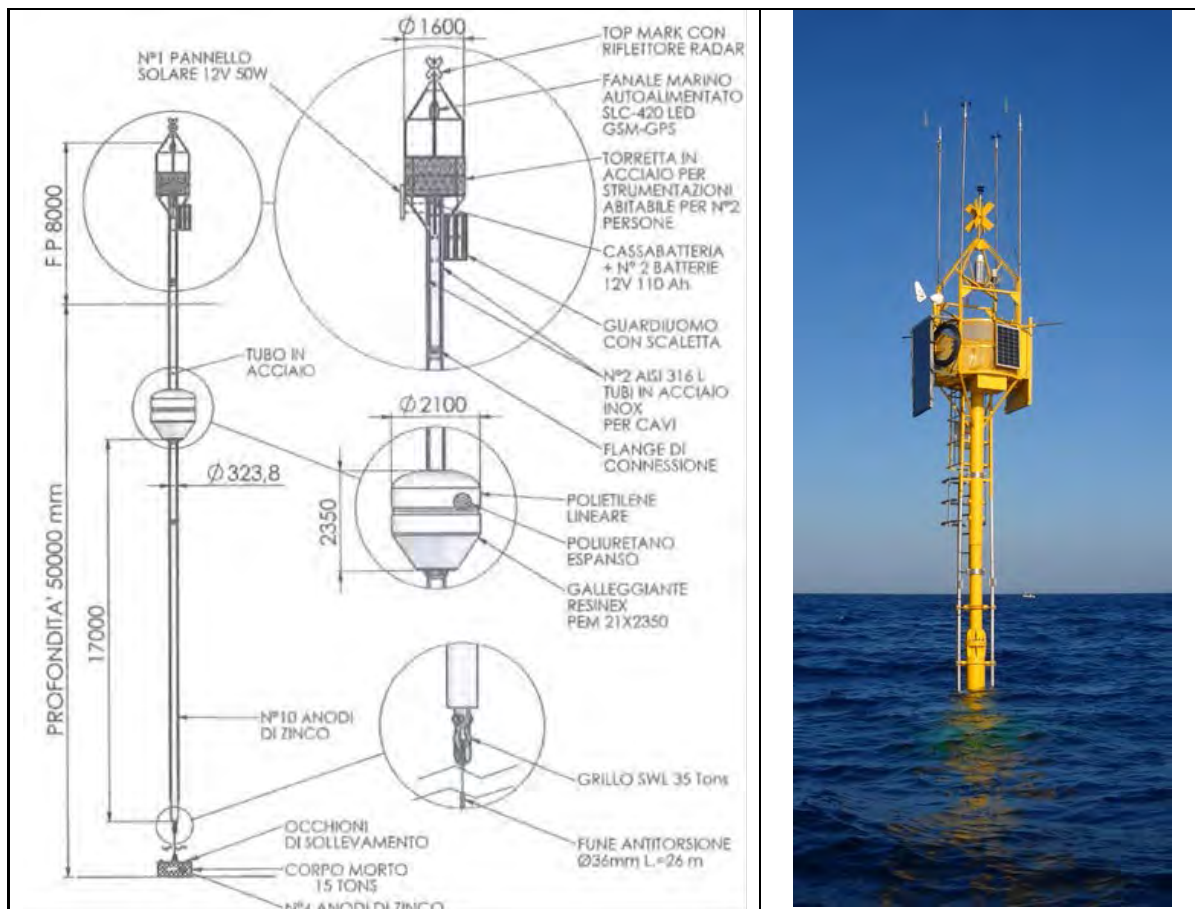 Ø1600
TOP MARK CON
RIFLETTORE RADAR
N°1 PANNELLO
SOLARE 12V 50W
FANALE MARINO
AUTOALIMENTATO
SLC-420 LED
GSM-GPS
TORRETTA IN
ACCIAIO PER
STRUMENTAZIONI
ABITABILE PER N°2
PERSONE
F P 8000
CASSABATTERIA
+ N° 2 BATTERIE
12V 110 Ah
GUARDIUOMO
CON SCALETTA
TUBO IN
ACCIAIO
N°2 AISI 316 L
TUBI IN ACCIAIO
INOX
PER CAVI
Ø2100
FLANGE DI
CONNESSIONE
Ø323,8
2350
POLIETILENE
LINEARE
POLIURETANO
ESPANSO
GALLEGGIANTE
RESINEX
PEM 21X2350
PROFONDITA' 50000 mm
17000
N°10 ANODI
DI ZINCO
GRILLO SWL 35 Tons
OCCHIONI
DI SOLLEVAMENTO
FUNE ANTITORSIONE
Ø36mm L.=26 m
CORPO MORTO
15 TONS
N°4 ANODI DI ZINCO